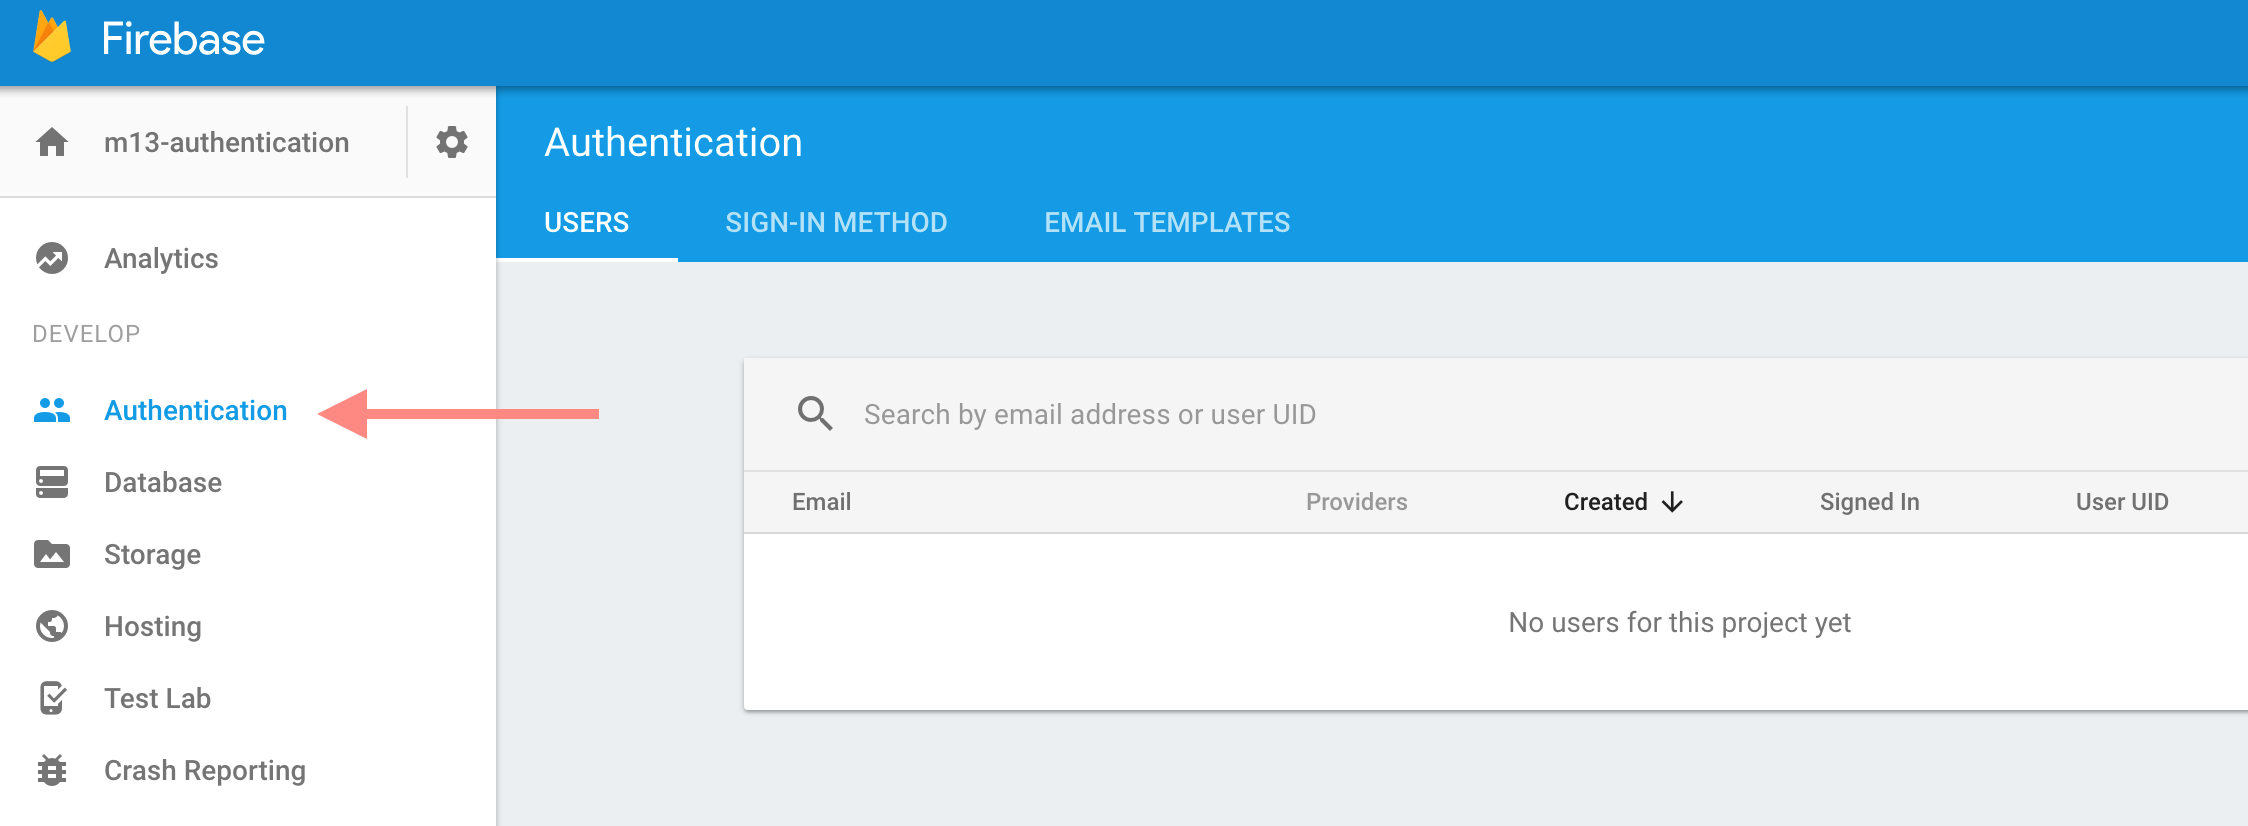 Firebase
m13-authentication
Analytics
DEVELOP
Authentication
Database
Storage
Hosting
Test Lab
Crash Reporting
Authentication
USERS SIGN-IN METHOD EMAIL TEMPLATES
Search by email address or user UID
Email Providers Created Signed In User UID
No users for this project yet